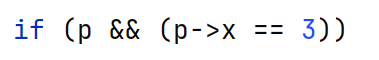 if (p && (p->x == 3))